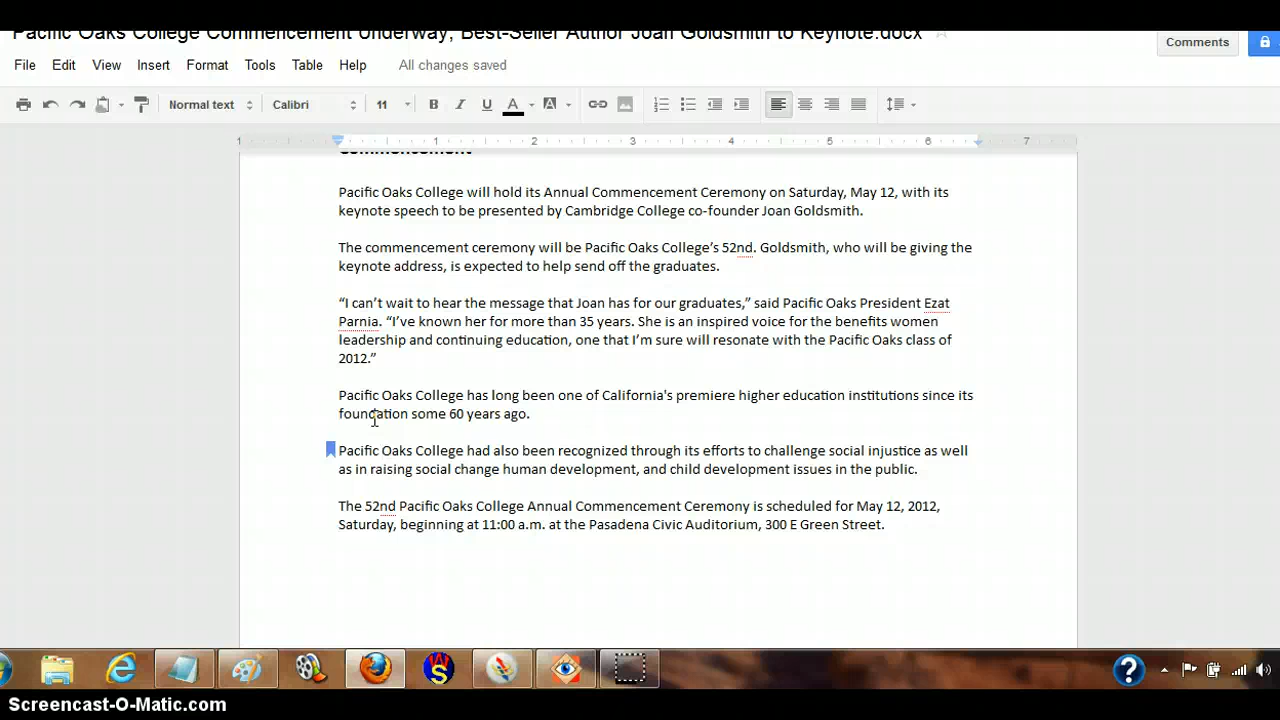 Pacific Oaks College Commencement Underway, Best-Seller Author Joan Goldsmith to Keynote.docx
Comments
File Edit View Insert Format Tools Table Help All changes saved
Normal text Calibri 11 B I U A A
1 1 2 3 4 5 6 7
Commencement
Pacific Oaks College will hold its Annual Commencement Ceremony on Saturday, May 12, with its
keynote speech to be presented by Cambridge College co-founder Joan Goldsmith.
The commencement ceremony will be Pacific Oaks College’s 52nd. Goldsmith, who will be giving the
keynote address, is expected to help send off the graduates.
“I can’t wait to hear the message that Joan has for our graduates,” said Pacific Oaks President Ezat
Parnia. “I’ve known her for more than 35 years. She is an inspired voice for the benefits women
leadership and continuing education, one that I’m sure will resonate with the Pacific Oaks class of
2012.”
Pacific Oaks College has long been one of California's premiere higher education institutions since its
foundation some 60 years ago.
Pacific Oaks College had also been recognized through its efforts to challenge social injustice as well
as in raising social change human development, and child development issues in the public.
The 52nd Pacific Oaks College Annual Commencement Ceremony is scheduled for May 12, 2012,
Saturday, beginning at 11:00 a.m. at the Pasadena Civic Auditorium, 300 E Green Street.
Screencast-O-Matic.com